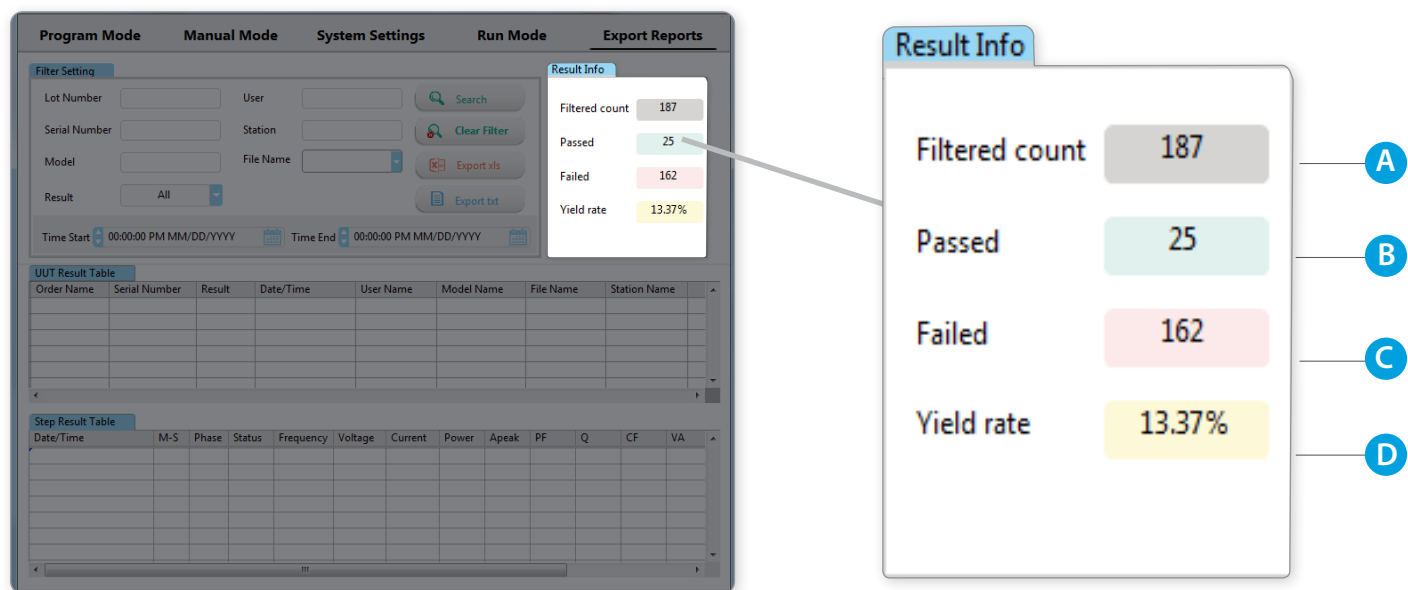 Program Mode Manual Mode System Settings Run Mode Export Reports
Filter Setting
Lot Number User Search
Serial Number Station Clear Filter
Model File Name Export xls
Result All Export txt
Time Start 00:00:00 PM MM/DD/YYYY Time End 00:00:00 PM MM/DD/YYYY
Result Info
Filtered count 187
Passed 25
Failed 162
Yield rate 13.37%
UUT Result Table
Order Name Serial Number Result Date/Time User Name Model Name File Name Station Name
Step Result Table
Date/Time M-S Phase Status Frequency Voltage Current Power Apeak PF Q CF VA
Result Info
Filtered count 187 A
Passed 25 B
Failed 162 C
Yield rate 13.37% D